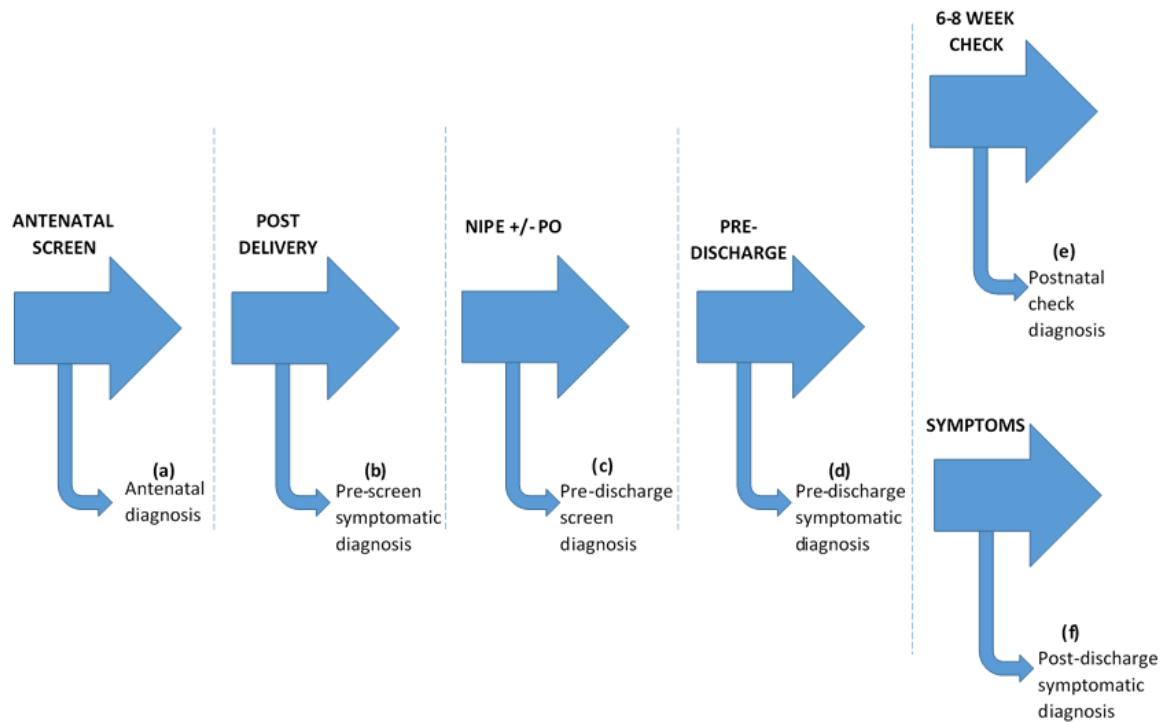 ANTENATAL
SCREEN
(a)
Antenatal
diagnosis
POST
DELIVERY
(b)
Pre-screen
symptomatic
diagnosis
NIPE +/- PO
(c)
Pre-discharge
screen
diagnosis
PRE-
DISCHARGE
(d)
Pre-discharge
symptomatic
diagnosis
6-8 WEEK
CHECK
(e)
Postnatal
check
diagnosis
SYMPTOMS
(f)
Post-discharge
symptomatic
diagnosis